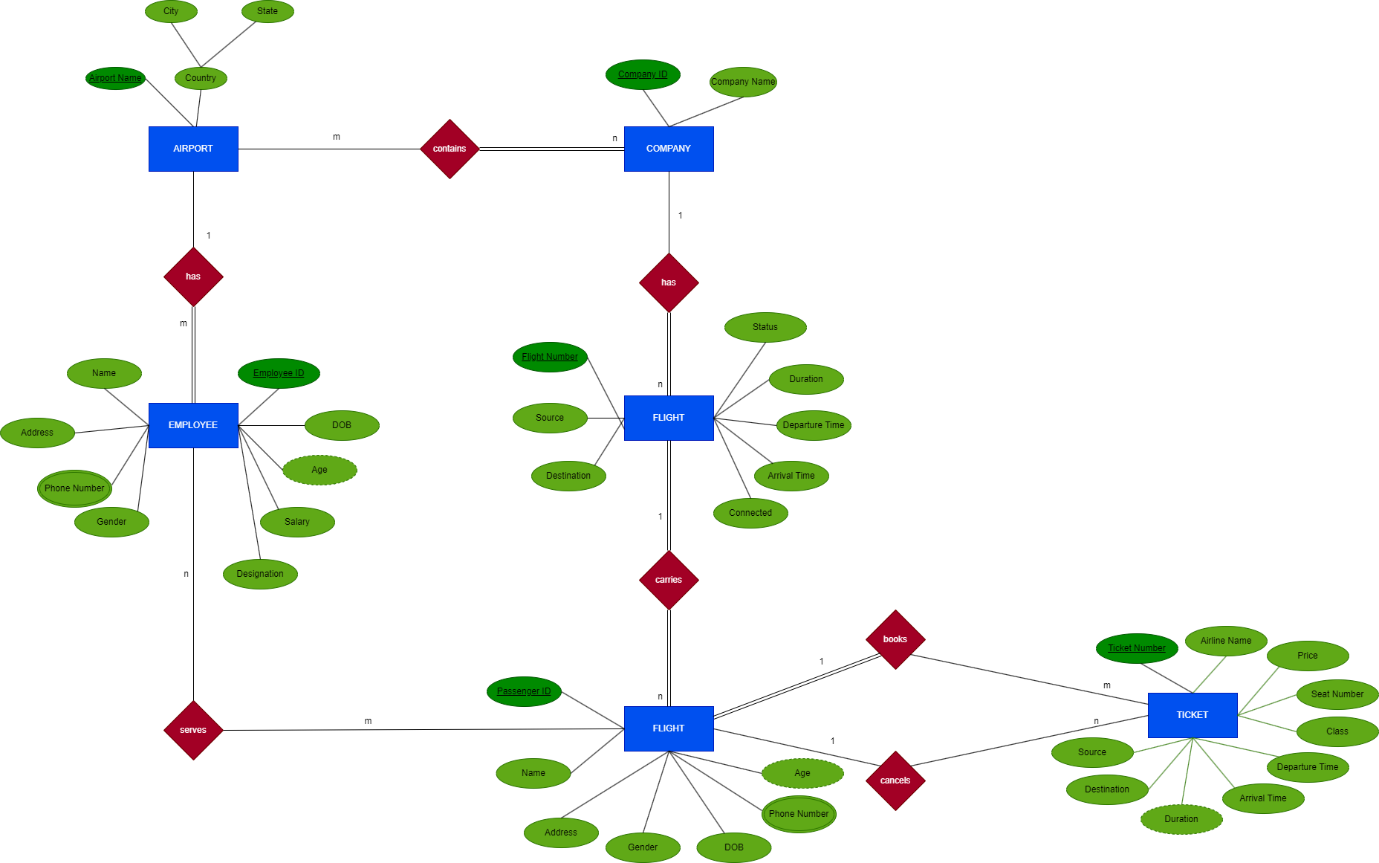 City
State
Airport Name
Country
Company ID
Company Name
AIRPORT
m
contains
n
COMPANY
1
1
has
has
m
Status
Name
Employee ID
Flight Number
Duration
n
Address
EMPLOYEE
DOB
Source
FLIGHT
Departure Time
Age
Phone Number
Destination
Arrival Time
Gender
Salary
Connected
1
n
Designation
carries
books
Ticket Number
Airline Name
Price
1
Passenger ID
n
m
Seat Number
serves
m
FLIGHT
n
TICKET
Class
1
Source
Name
Age
cancels
Departure Time
Destination
Arrival Time
Phone Number
Duration
Address
Gender
DOB